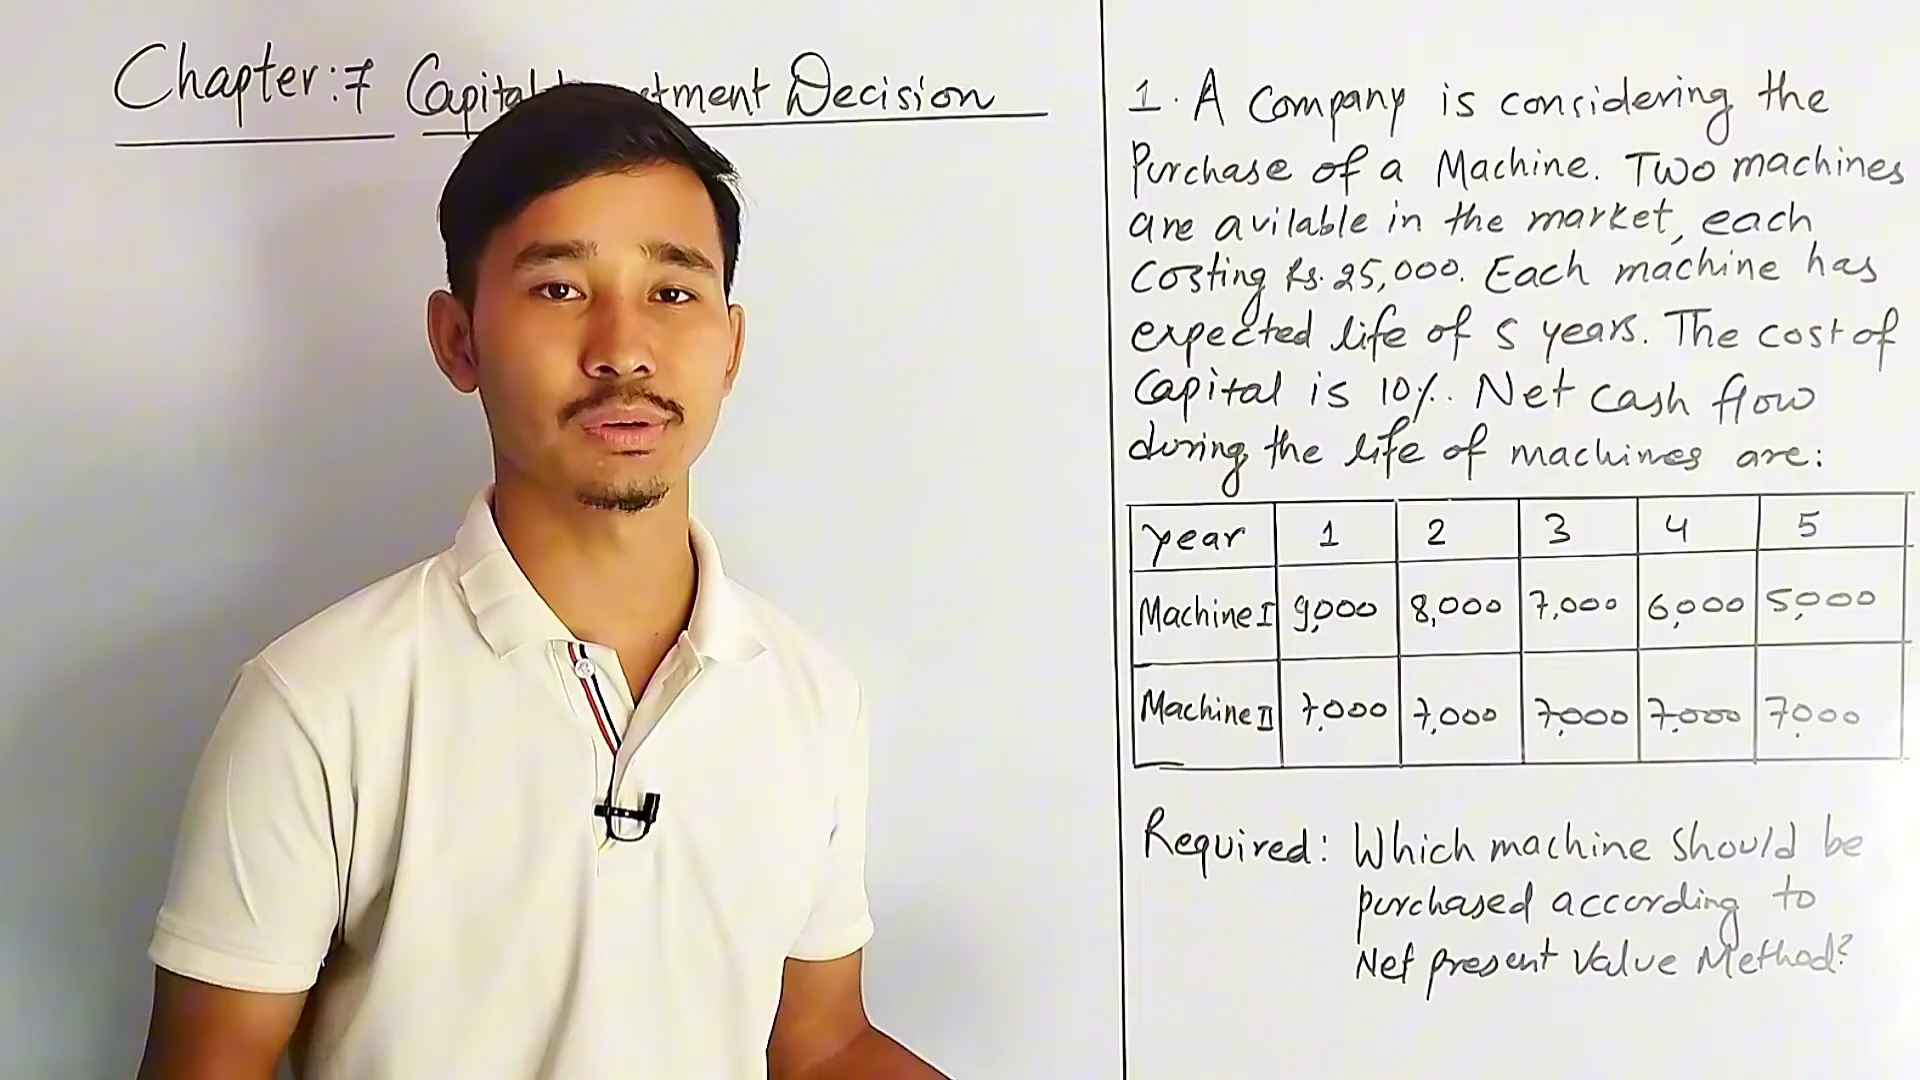 Chapter:7 Capital Investment Decision
1. A Company is considering the
Purchase of a Machine. Two machines
are avilable in the market, each
Costing Rs. 25,000. Each machine has
expected life of 5 years. The cost of
Capital is 10%. Net cash flow
during the life of machines are:
year 1 2 3 4 5
Machine I 9,000 8,000 7,000 6,000 5,000
Machine II 7,000 7,000 7,000 7,000 7,000
Required: Which machine should be
purchased according to
Net present Value Method?